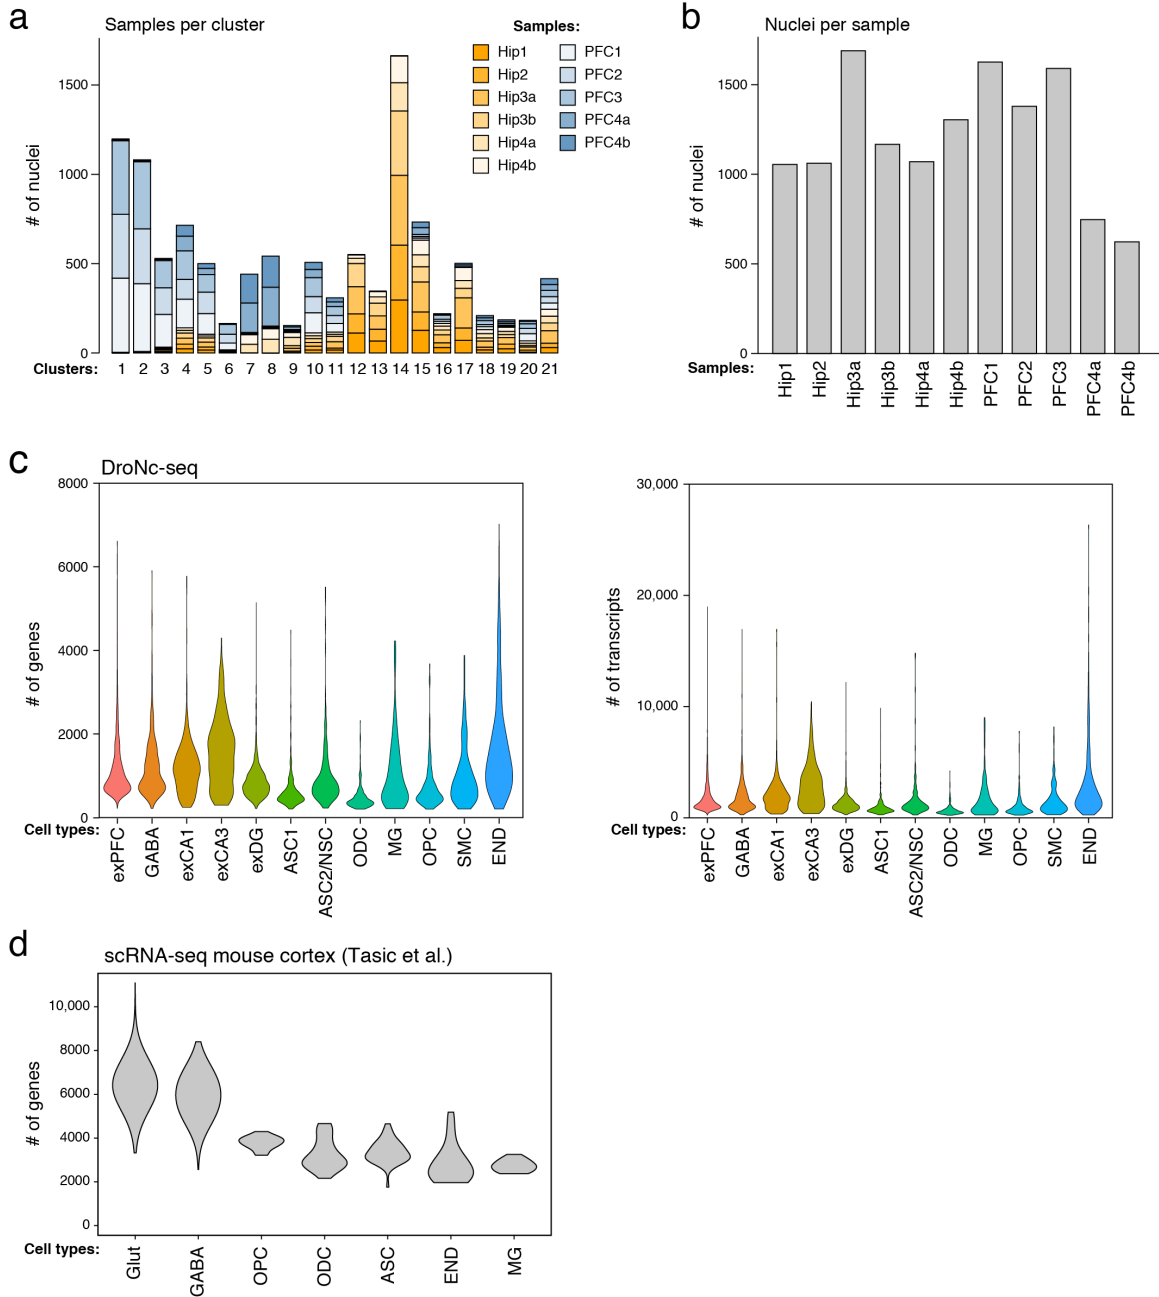 a
Samples per cluster
Samples:
Hip1
Hip2
Hip3a
Hip3b
Hip4a
Hip4b
PFC1
PFC2
PFC3
PFC4a
PFC4b
# of nuclei
1500
1000
500
0
Clusters: 1 2 3 4 5 6 7 8 9 10 11 12 13 14 15 16 17 18 19 20 21
b
Nuclei per sample
# of nuclei
1500
1000
500
0
Samples: Hip1 Hip2 Hip3a Hip3b Hip4a Hip4b PFC1 PFC2 PFC3 PFC4a PFC4b
c
DroNc-seq
# of genes
8000
6000
4000
2000
0
Cell types: exPFC GABA exCA1 exCA3 exDG ASC1 ASC2/NSC ODC MG OPC SMC END
# of transcripts
30,000
20,000
10,000
0
Cell types: exPFC GABA exCA1 exCA3 exDG ASC1 ASC2/NSC ODC MG OPC SMC END
d
scRNA-seq mouse cortex (Tasic et al.)
# of genes
10,000
8000
6000
4000
2000
0
Cell types: Glut GABA OPC ODC ASC END MG